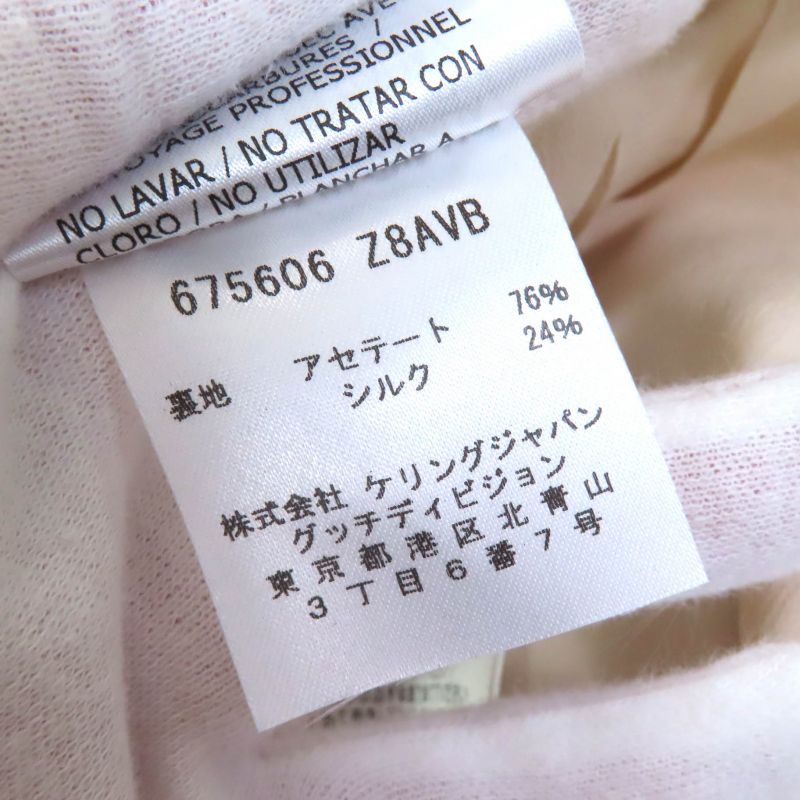 NETTOYAGE PROFESSIONNEL
NO LAVAR / NO TRATAR CON
CLORO / NO UTILIZAR
PLANCHAR A
675606 Z8AVB
アセテート 76%
裏地 シルク 24%
株式会社 ケリングジャパン
グッチディビジョン
東京都港区北青山
3丁目6番7号